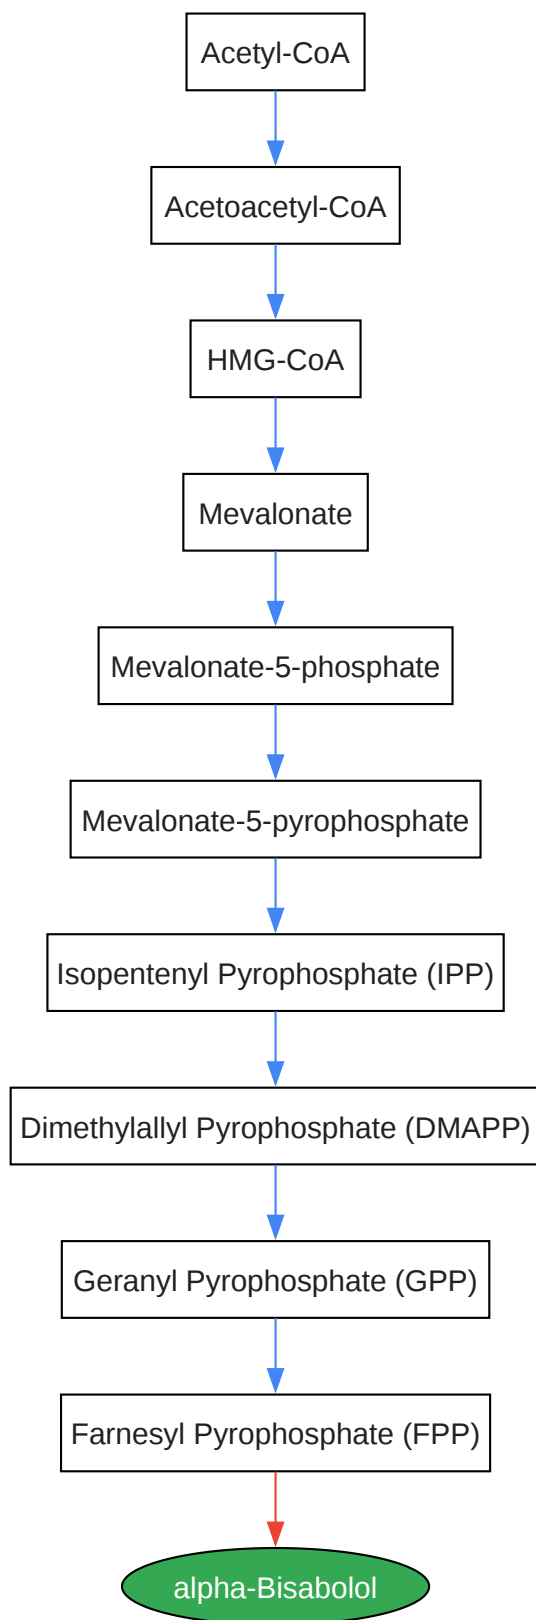 Acetyl-CoA
Acetoacetyl-CoA
HMG-CoA
Mevalonate
Mevalonate-5-phosphate
Mevalonate-5-pyrophosphate
Isopentenyl Pyrophosphate (IPP)
Dimethylallyl Pyrophosphate (DMAPP)
Geranyl Pyrophosphate (GPP)
Farnesyl Pyrophosphate (FPP)
alpha-Bisabolol